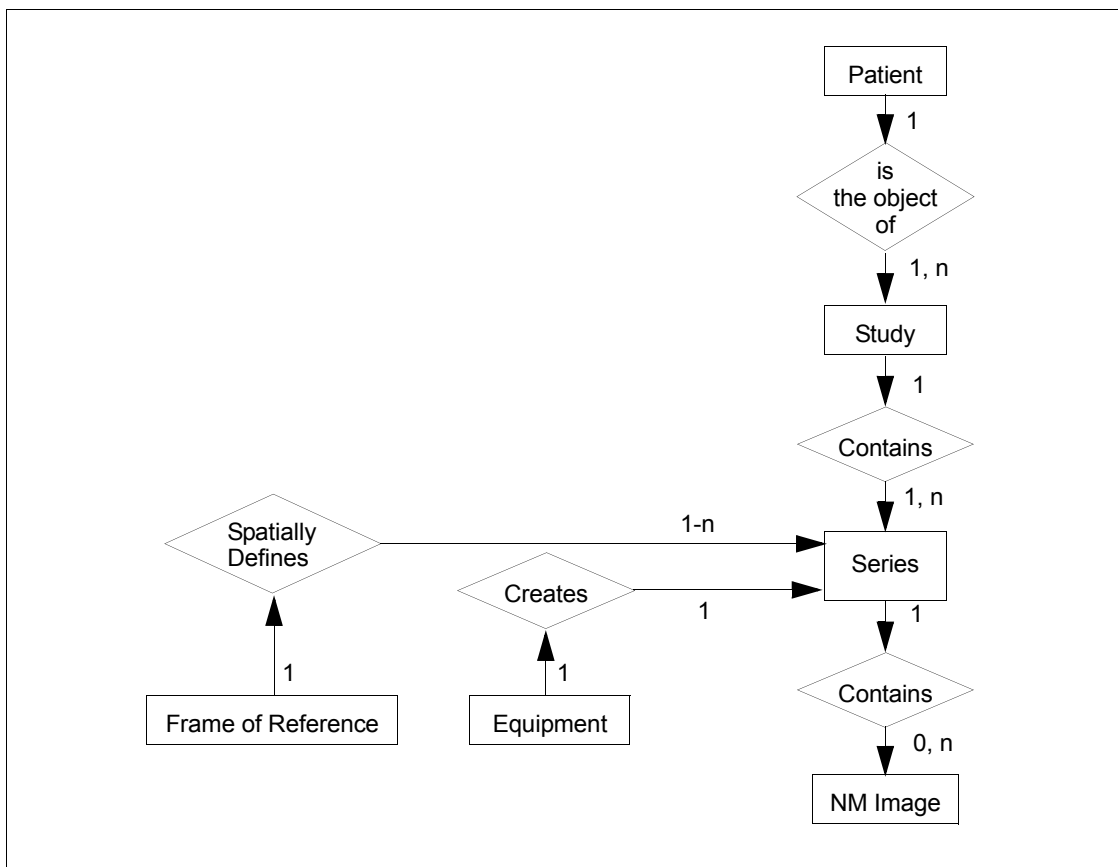 Patient
1
is
the object
of
1, n
Study
1
Contains
1, n
Spatially
Defines
1-n
Series
Creates
1
1
1
1
Contains
Frame of Reference
Equipment
0, n
NM Image